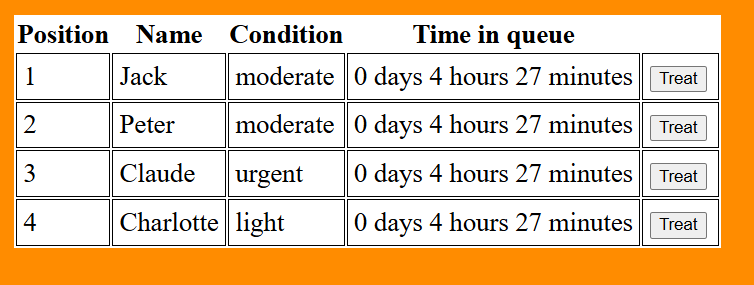 Position Name Condition Time in queue
1 Jack moderate 0 days 4 hours 27 minutes Treat
2 Peter moderate 0 days 4 hours 27 minutes Treat
3 Claude urgent 0 days 4 hours 27 minutes Treat
4 Charlotte light 0 days 4 hours 27 minutes Treat